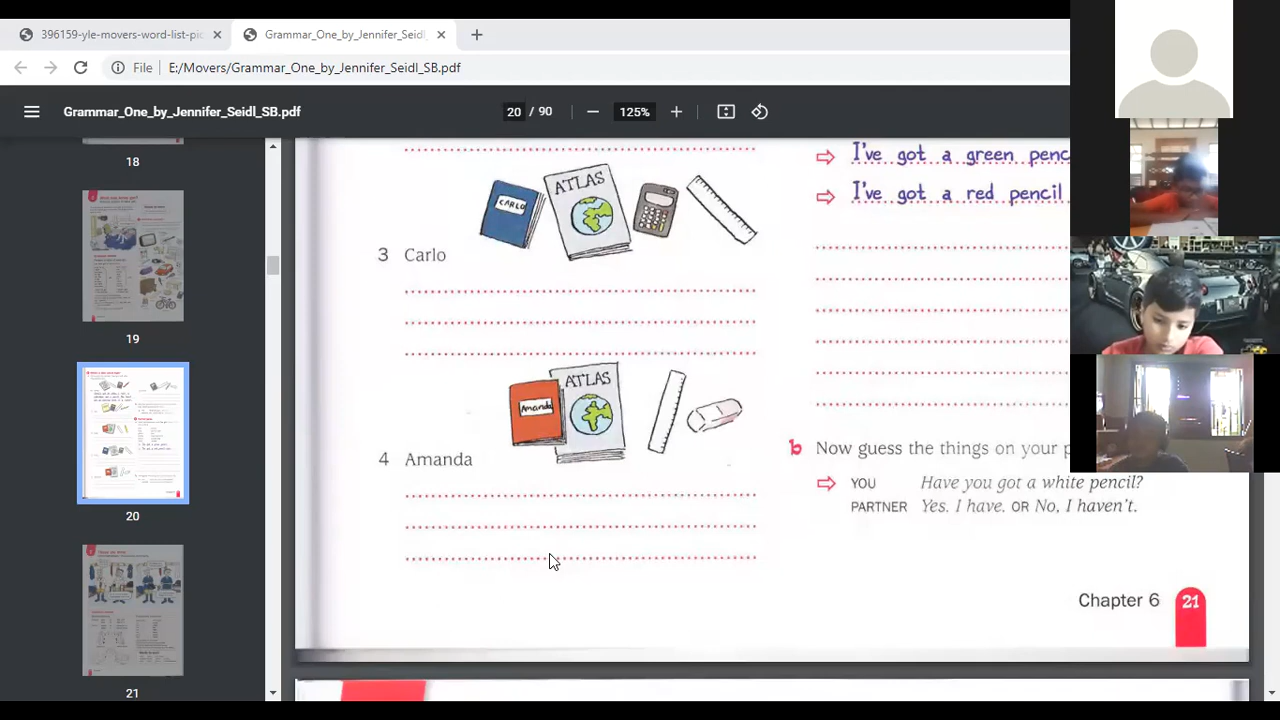 396159-yle-movers-word-list-pic
Grammar_One_by_Jennifer_Seidl_
File E:/Movers/Grammar_One_by_Jennifer_Seidl_SB.pdf
Grammar_One_by_Jennifer_Seidl_SB.pdf
20 / 90
125%
18
19
20
21
CARLO
ATLAS
3 Carlo
Amanda
ATLAS
4 Amanda
I've got a green penc
I've got a red pencil
b Now guess the things on your p
YOU Have you got a white pencil?
PARTNER Yes. I have. OR No, I haven't.
Chapter 6 21